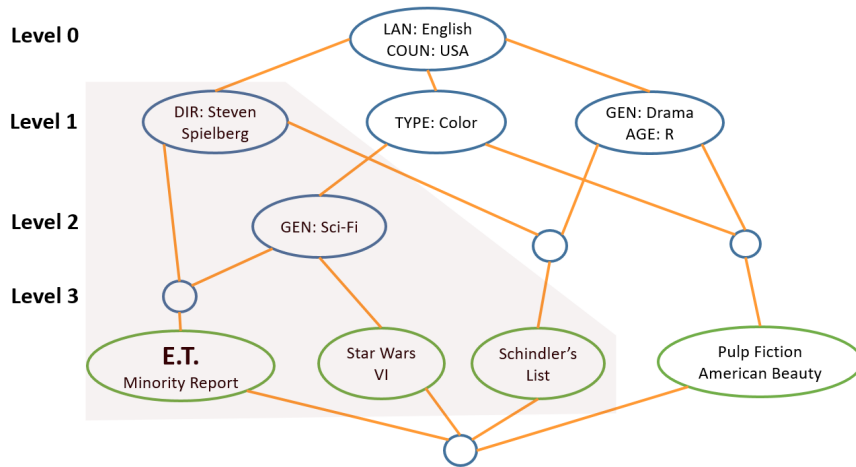 Level 0
LAN: English
COUN: USA
Level 1
DIR: Steven
Spielberg
TYPE: Color
GEN: Drama
AGE: R
Level 2
GEN: Sci-Fi
Level 3
E.T.
Minority Report
Star Wars
VI
Schindler's
List
Pulp Fiction
American Beauty